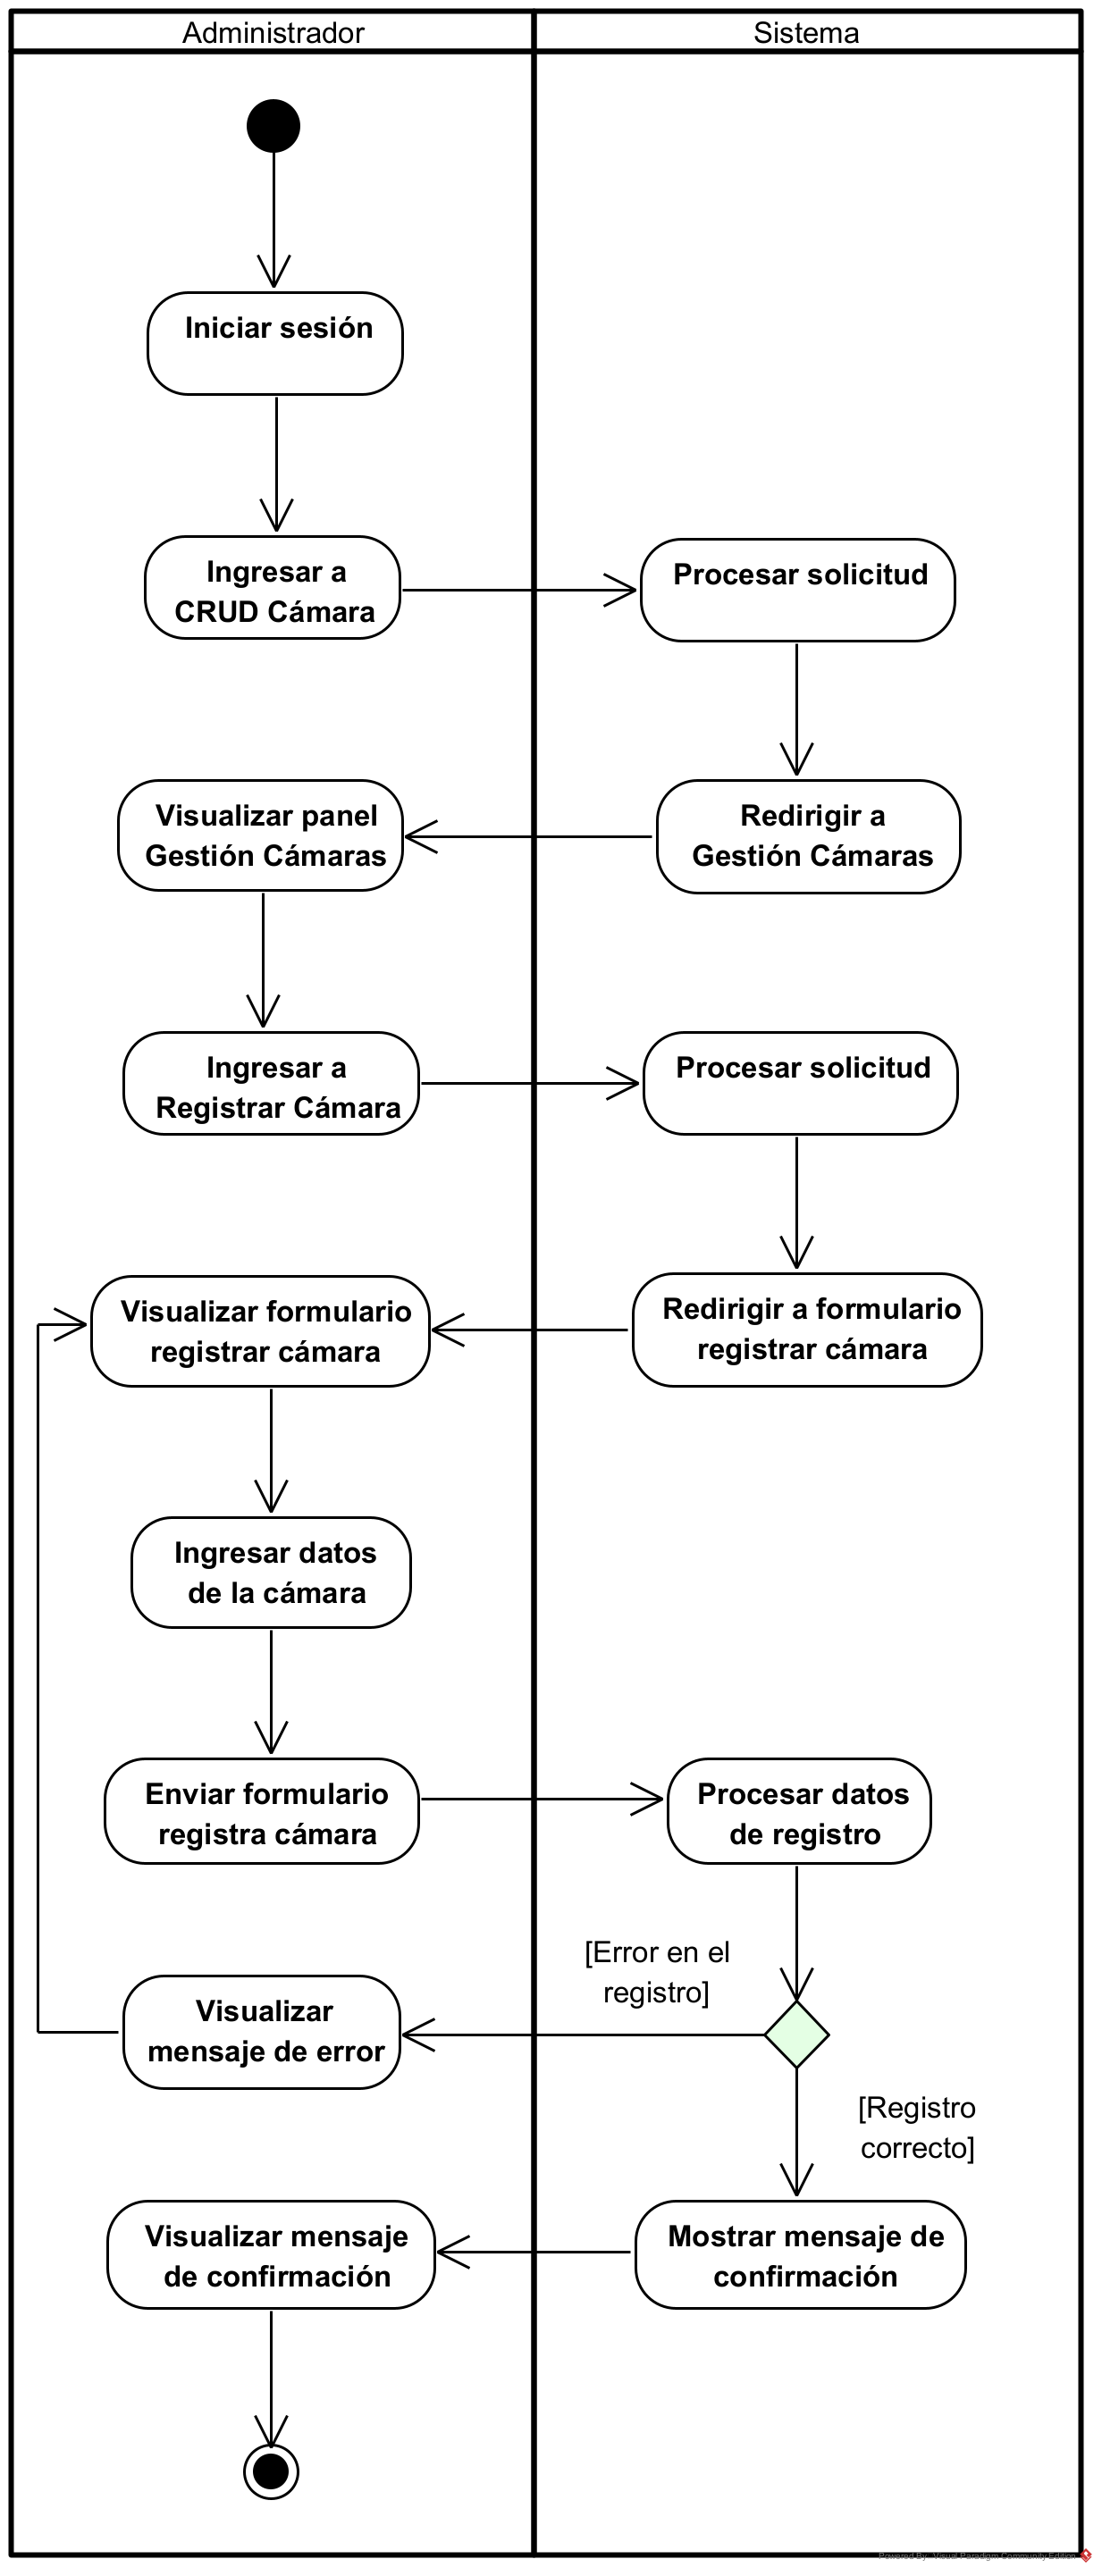 Administrador
Sistema
Iniciar sesión
Ingresar a
CRUD Cámara
Procesar solicitud
Visualizar panel
Gestión Cámaras
Redirigir a
Gestión Cámaras
Ingresar a
Registrar Cámara
Procesar solicitud
Visualizar formulario
registrar cámara
Redirigir a formulario
registrar cámara
Ingresar datos
de la cámara
Enviar formulario
registra cámara
Procesar datos
de registro
[Error en el
registro]
Visualizar
mensaje de error
[Registro
correcto]
Visualizar mensaje
de confirmación
Mostrar mensaje de
confirmación
Powered By Visual Paradigm Community Edition